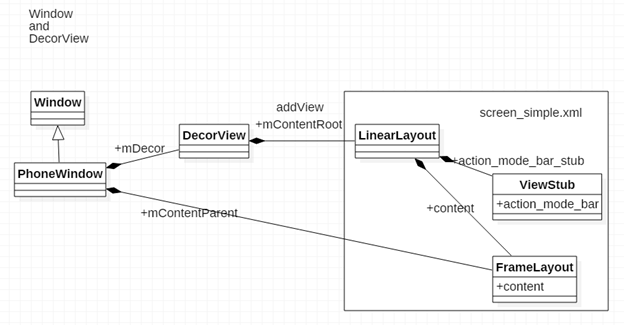 Window
and
DecorView
Window
addView
+mContentRoot
screen_simple.xml
DecorView
LinearLayout
+mDecor
+action_mode_bar_stub
PhoneWindow
ViewStub
+action_mode_bar
+mContentParent
+content
FrameLayout
+content